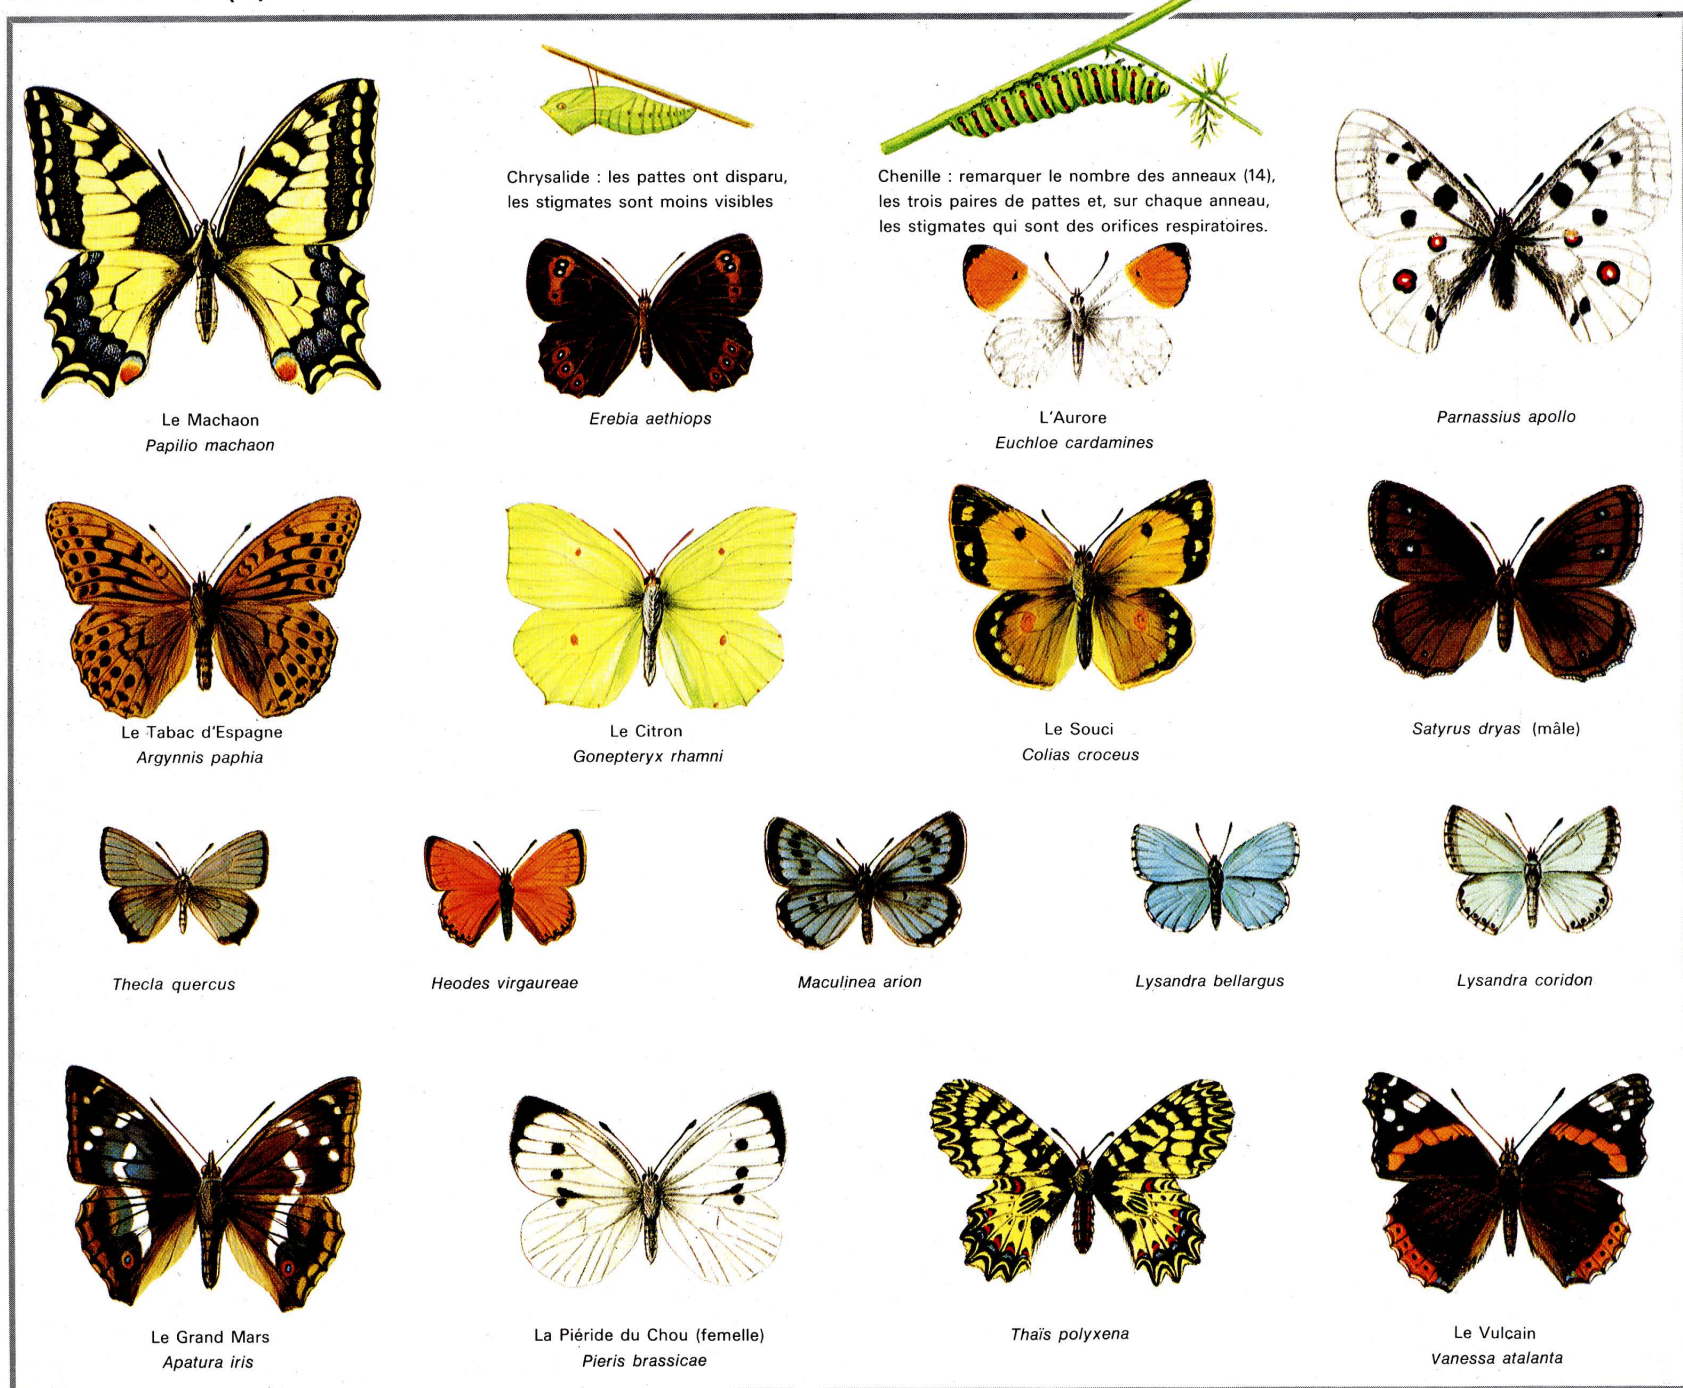 Chrysalide : les pattes ont disparu,
les stigmates sont moins visibles
Chenille : remarquer le nombre des anneaux (14),
les trois paires de pattes et, sur chaque anneau,
les stigmates qui sont des orifices respiratoires.
Le Machaon
Papilio machaon
Erebia aethiops
L'Aurore
Euchloe cardamines
Parnassius apollo
Le Tabac d'Espagne
Argynnis paphia
Le Citron
Gonepteryx rhamni
Le Souci
Colias croceus
Satyrus dryas (mâle)
Thecla quercus
Heodes virgaureae
Maculinea arion
Lysandra bellargus
Lysandra coridon
Le Grand Mars
Apatura iris
La Piéride du Chou (femelle)
Pieris brassicae
Thaïs polyxena
Le Vulcain
Vanessa atalanta